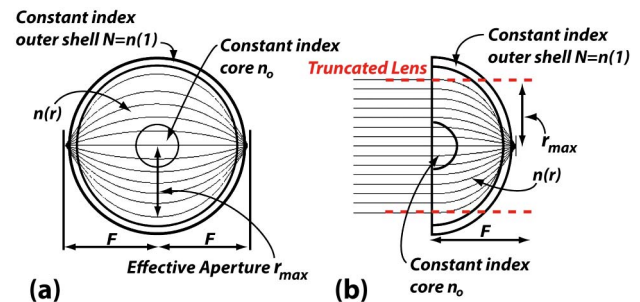 Constant index
outer shell N=n(1)
Constant index
core no
n(r)
F
F
Effective Aperture rmax
(a)
Constant index
outer shell N=n(1)
Truncated Lens
rmax
n(r)
F
Constant index
core no
(b)